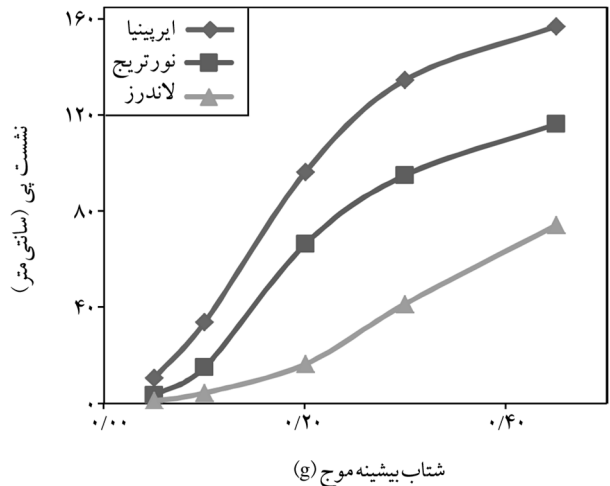 ایرپینیا
نورتریج
لاندرز
۱۶۰
۱۲۰
۸۰
۴۰
۰
نشست پی (سانتی متر)
۰/۰۰
۰/۲۰
۰/۴۰
شتاب بیشینه موج (g)